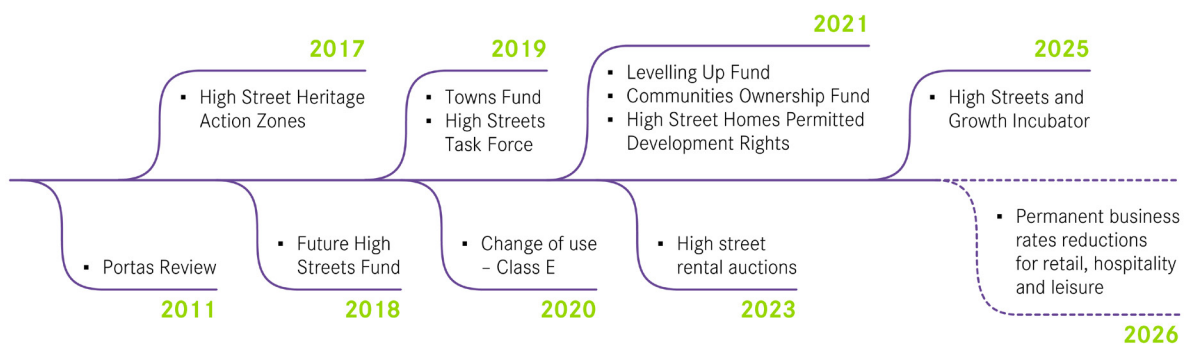 2011
▪ Portas Review
2017
▪ High Street Heritage
Action Zones
2018
▪ Future High
Streets Fund
2019
▪ Towns Fund
▪ High Streets
Task Force
2020
▪ Change of use
– Class E
2021
▪ Levelling Up Fund
▪ Communities Ownership Fund
▪ High Street Homes Permitted
Development Rights
2023
▪ High street
rental auctions
2025
▪ High Streets and
Growth Incubator
2026
▪ Permanent business
rates reductions
for retail, hospitality
and leisure